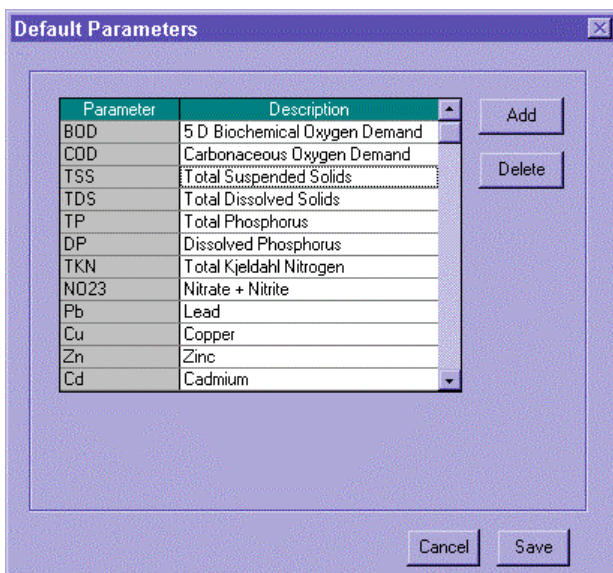 Default Parameters
Parameter Description
BOD 5 D Biochemical Oxygen Demand
COD Carbonaceous Oxygen Demand
TSS Total Suspended Solids
TDS Total Dissolved Solids
TP Total Phosphorus
DP Dissolved Phosphorus
TKN Total Kjeldahl Nitrogen
NO23 Nitrate + Nitrite
Pb Lead
Cu Copper
Zn Zinc
Cd Cadmium
Add
Delete
Cancel Save